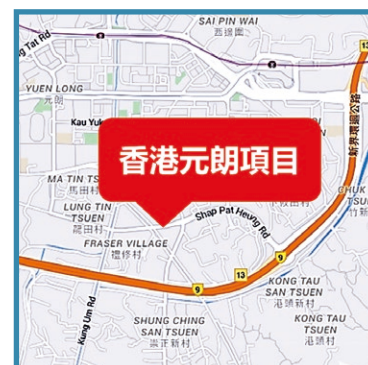 SAI PIN WAI
西邊圍
g Tat Rd
13
YUEN LONG
元朗
Kau Yuk
新界環迴公路
香港元朗項目
MA TIN TS
馬田村
LUNG TIN
TSUEN
龍田村
Shap Pat Heung Rd
CHUK
TSU
竹新
FRASER VILLAGE
禮修村
9
13
9
KONG TAU
SAN TSUEN
港頭新村
Kung Um Rd
SHUNG CHING
SAN TSUEN
崇正新村
KONG TAU
TSUEN
港頭村